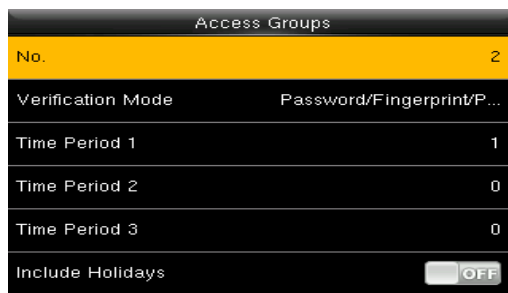 Access Groups
No. 2
Verification Mode Password/Fingerprint/P...
Time Period 1 1
Time Period 2 0
Time Period 3 0
Include Holidays OFF